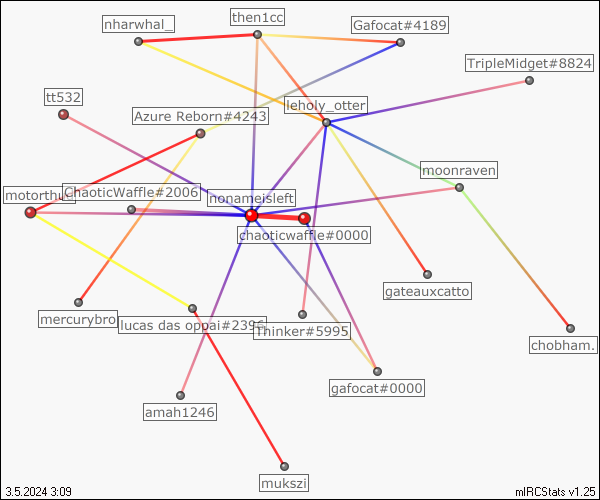 then1cc
nharwhal_
Gafocat#4189
TripleMidget#8824
tt532
leholy_otter
Azure Reborn#4243
moonraven
ChaoticWaffle#2006
nonameisleft
chaoticwaffle#0000
gateauxcatto
mercurybro
lucas das oppai#2396
Thinker#5995
chobham.
gafocat#0000
amah1246
mukszi
3.5.2024 3:09
mIRCStats v1.25